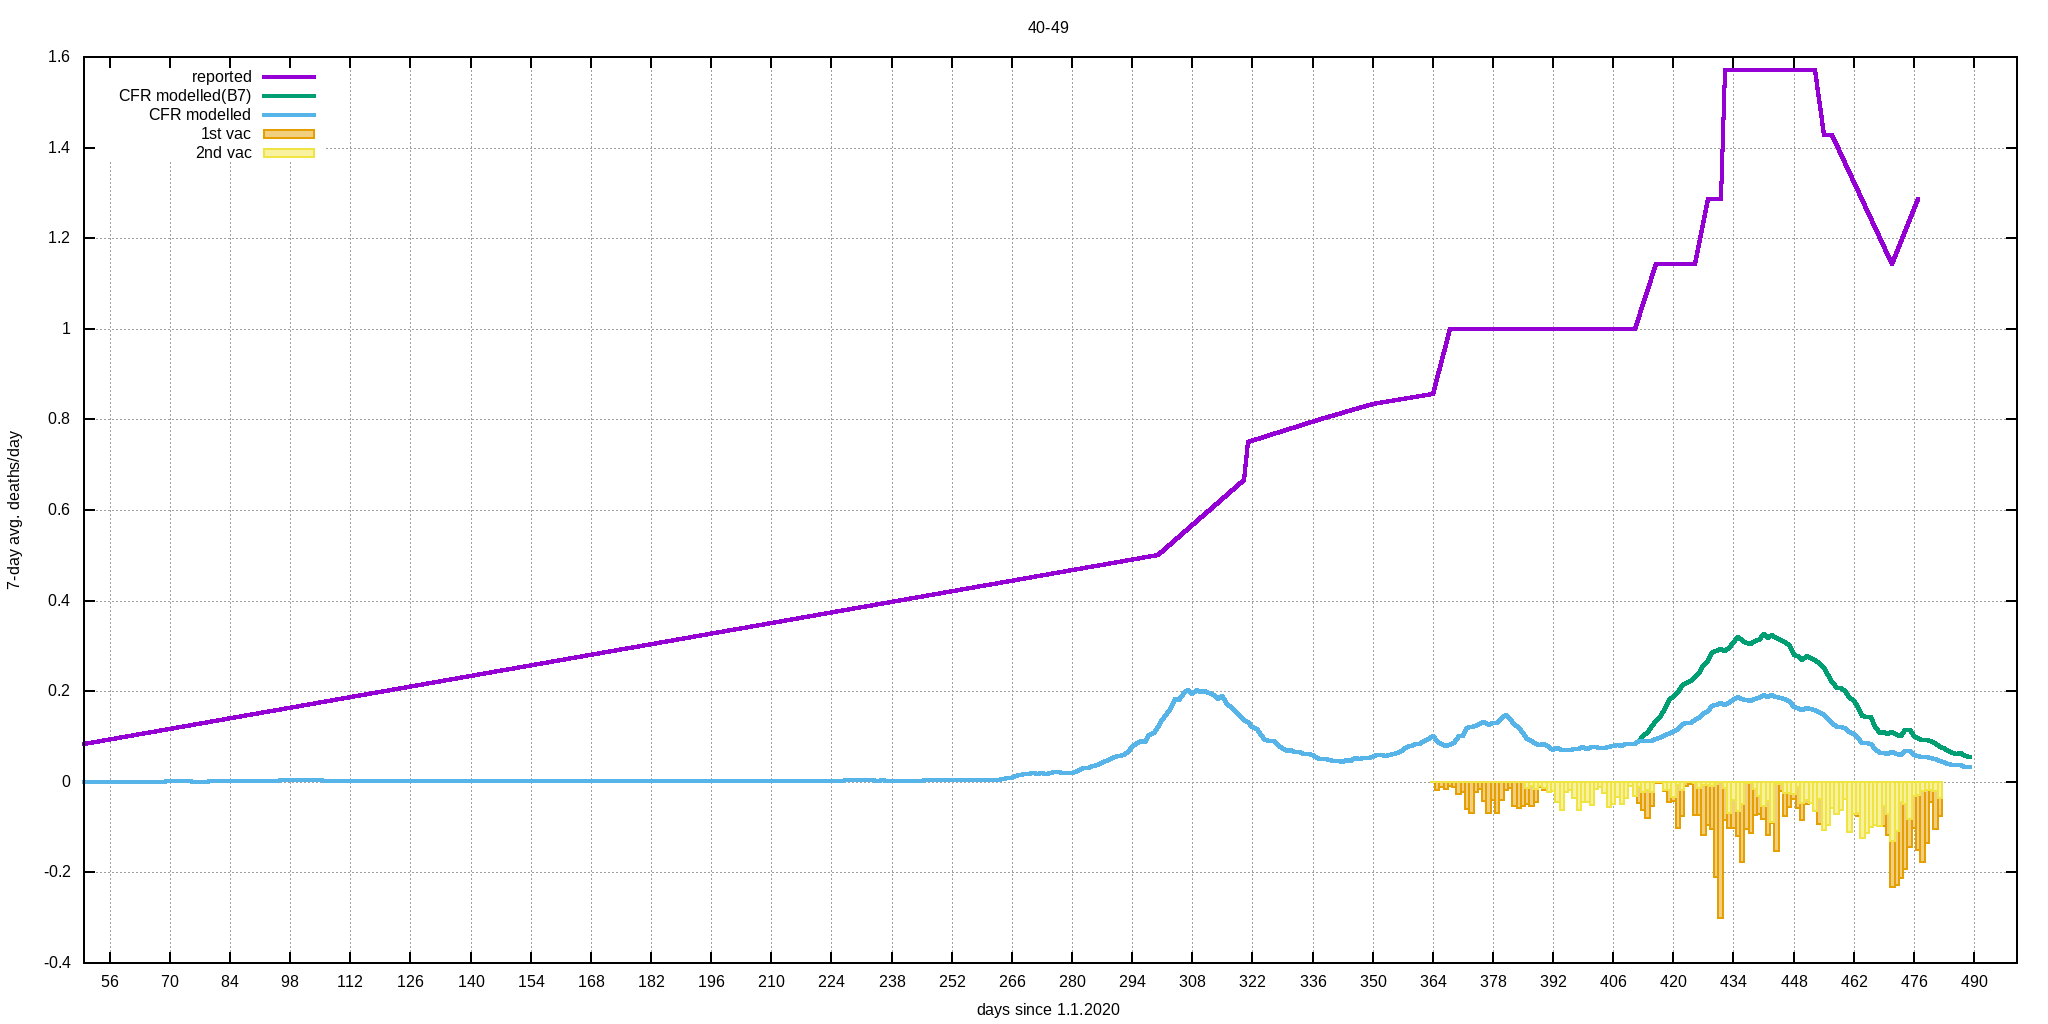 40-49
1.6
1.4
1.2
1
0.8
0.6
0.4
0.2
0
-0.2
-0.4
7-day avg. deaths/day
reported
CFR modelled(B7)
CFR modelled
1st vac
2nd vac
56 70 84 98 112 126 140 154 168 182 196 210 224 238 252 266 280 294 308 322 336 350 364 378 392 406 420 434 448 462 476 490
days since 1.1.2020